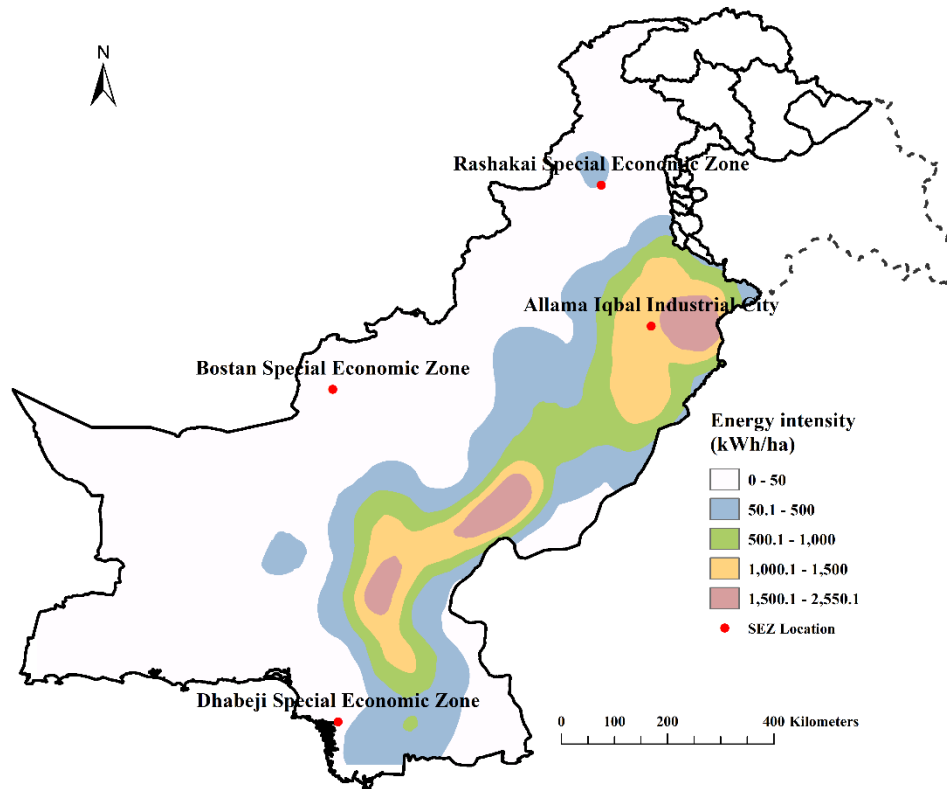 N
Rashakai Special Economic Zone
Allama Iqbal Industrial City
Bostan Special Economic Zone
Energy intensity
(kWh/ha)
0 - 50
50.1 - 500
500.1 - 1,000
1,000.1 - 1,500
1,500.1 - 2,550.1
SEZ Location
Dhabeji Special Economic Zone
0 100 200 400 Kilometers